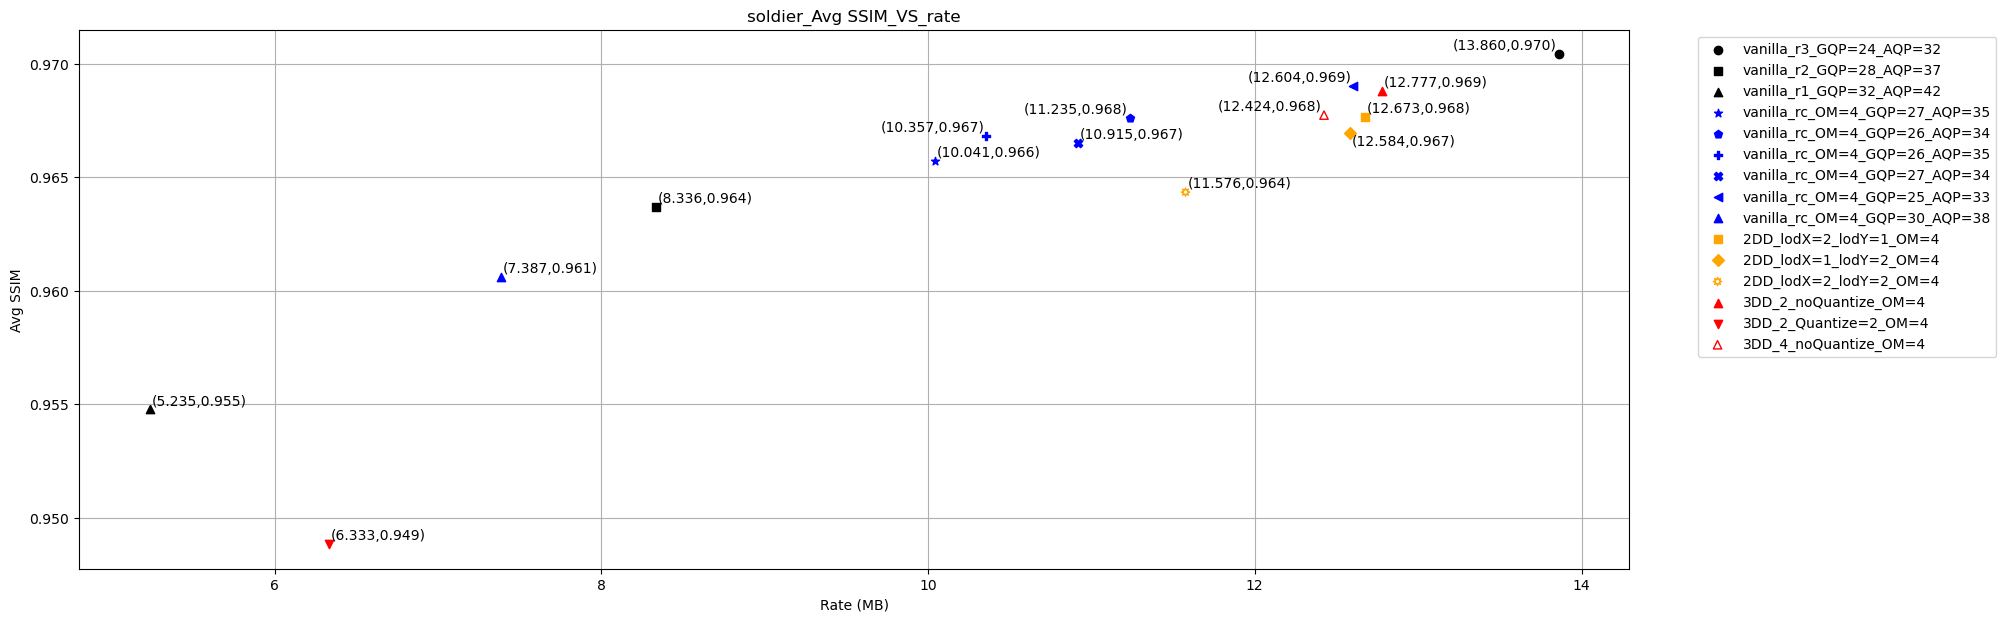 soldier_Avg SSIM_VS_rate
0.970
0.965
0.960
0.955
0.950
Avg SSIM
(13.860,0.970)
(12.604,0.969)
(12.777,0.969)
(12.424,0.968)
(12.673,0.968)
(11.235,0.968)
(10.357,0.967)
(10.915,0.967)
(12.584,0.967)
(10.041,0.966)
(11.576,0.964)
(8.336,0.964)
(7.387,0.961)
(5.235,0.955)
(6.333,0.949)
6
8
10
12
14
Rate (MB)
vanilla_r3_GQP=24_AQP=32
vanilla_r2_GQP=28_AQP=37
vanilla_r1_GQP=32_AQP=42
vanilla_rc_OM=4_GQP=27_AQP=35
vanilla_rc_OM=4_GQP=26_AQP=34
vanilla_rc_OM=4_GQP=26_AQP=35
vanilla_rc_OM=4_GQP=27_AQP=34
vanilla_rc_OM=4_GQP=25_AQP=33
vanilla_rc_OM=4_GQP=30_AQP=38
2DD_lodX=2_lodY=1_OM=4
2DD_lodX=1_lodY=2_OM=4
2DD_lodX=2_lodY=2_OM=4
3DD_2_noQuantize_OM=4
3DD_2_Quantize=2_OM=4
3DD_4_noQuantize_OM=4